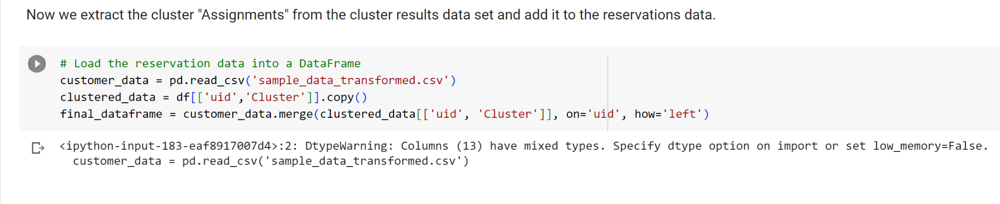 Now we extract the cluster "Assignments" from the cluster results data set and add it to the reservations data.
# Load the reservation data into a DataFrame
customer_data = pd.read_csv('sample_data_transformed.csv')
clustered_data = df[['uid','Cluster']].copy()
final_dataframe = customer_data.merge(clustered_data[['uid', 'Cluster']], on='uid', how='left')
<ipython-input-183-eaf8917007d4>:2: DtypeWarning: Columns (13) have mixed types. Specify dtype option on import or set low_memory=False.
  customer_data = pd.read_csv('sample_data_transformed.csv')